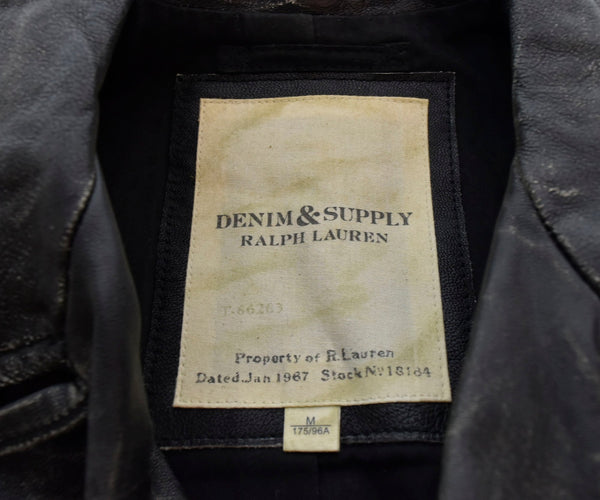 DENIM & SUPPLY
RALPH LAUREN
T-66263
Property of R.Lauren
Dated.Jan 1967 Stock No 18164
M
175/96A